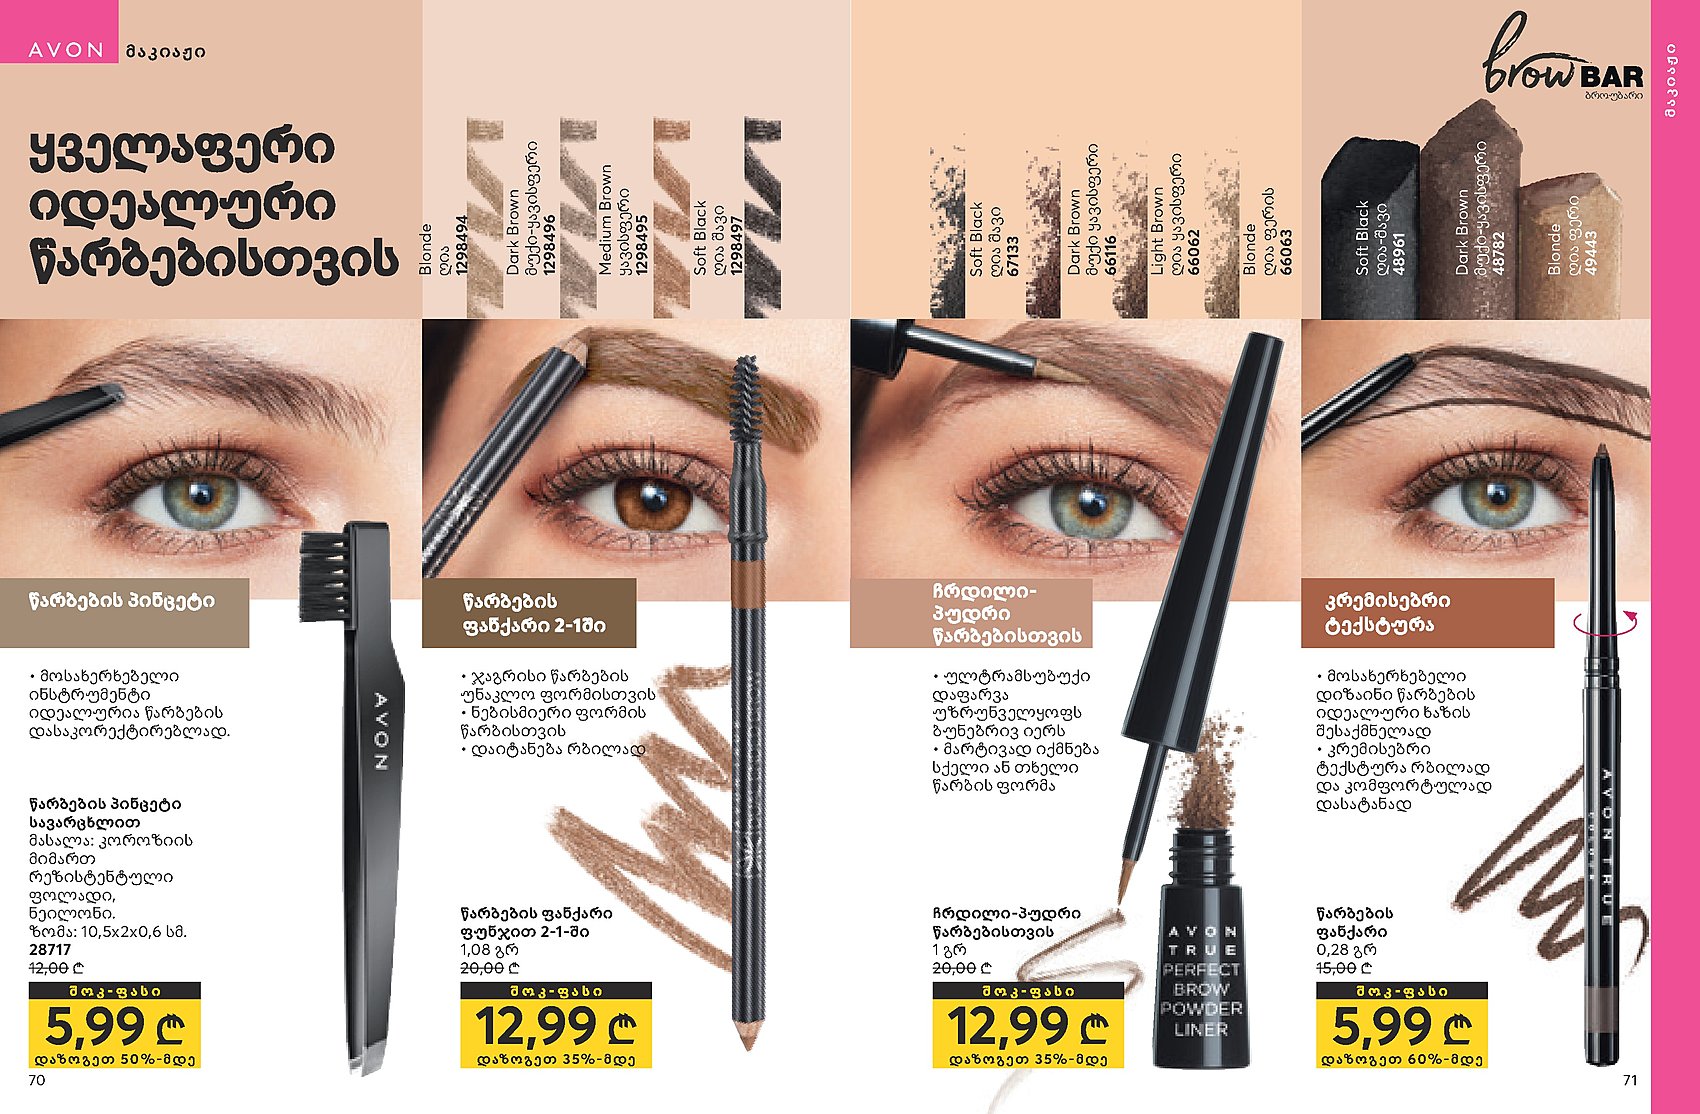 AVON მაკიაჟი
ყველაფერი
იდეალური
წარბებისთვის
Blonde
ღია
1298494
Dark Brown
მუქი-ყავისფერი
1298496
Medium Brown
ყავისფერი
1298495
Soft Black
ღია შავი
1298497
Soft Black
ღია შავი
67133
Dark Brown
მუქი ყავისფერი
66116
Light Brown
ღია ყავისფერი
66062
Blonde
ღია ფერის
66063
brow BAR
ბროუბარი
Soft Black
ღია-შავი
48961
Dark Brown
მუქი-ყავისფერი
48782
Blonde
ღია ფერი
49443
მაკიაჟი
წარბების პინცეტი
• მოსახერხებელი
ინსტრუმენტი
იდეალურია წარბების
დასაკორექტირებლად.
წარბების პინცეტი
სავარცხლით
მასალა: კოროზიის
მიმართ
რეზისტენტული
ფოლადი,
ნეილონი.
ზომა: 10,5x2x0,6 სმ.
28717
12,00 ₾
შოკ-ფასი
5,99 ₾
დაზოგეთ 50%-მდე
70
AVON
წარბების
ფანქარი 2-1ში
• ჯაგრისი წარბების
უნაკლო ფორმისთვის
• ნებისმიერი ფორმის
წარბისთვის
• დაიტანება რბილად
წარბების ფანქარი
ფუნჯით 2-1-ში
1,08 გრ
20,00 ₾
შოკ-ფასი
12,99 ₾
დაზოგეთ 35%-მდე
ჩრდილი-
პუდრი
წარბებისთვის
• ულტრამსუბუქი
დაფარვა
უზრუნველყოფს
ბუნებრივ იერს
• მარტივად იქმნება
სქელი ან თხელი
წარბის ფორმა
ჩრდილი-პუდრი
წარბებისთვის
1 გრ
20,00 ₾
შოკ-ფასი
12,99 ₾
დაზოგეთ 35%-მდე
AVON
TRUE
PERFECT
BROW
POWDER
LINER
კრემისებრი
ტექსტურა
• მოსახერხებელი
დიზაინი წარბების
იდეალური ხაზის
შესაქმნელად
• კრემისებრი
ტექსტურა რბილად
და კომფორტულად
დასატანად
წარბების
ფანქარი
0,28 გრ
15,00 ₾
შოკ-ფასი
5,99 ₾
დაზოგეთ 60%-მდე
AVON TRUE
71